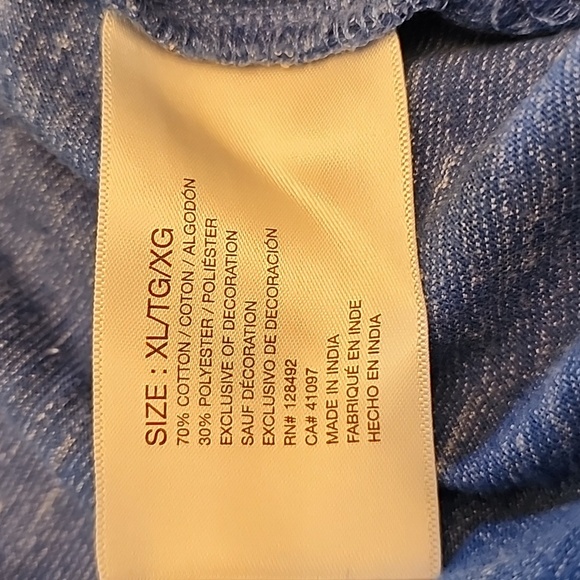 SIZE : XL/TG/XG
70% COTTON / COTON / ALGODÓN
30% POLYESTER / POLIÉSTER
EXCLUSIVE OF DECORATION
SAUF DÉCORATION
EXCLUSIVO DE DECORACIÓN
RN# 128492
CA# 41097
MADE IN INDIA
FABRIQUÉ EN INDE
HECHO EN INDIA